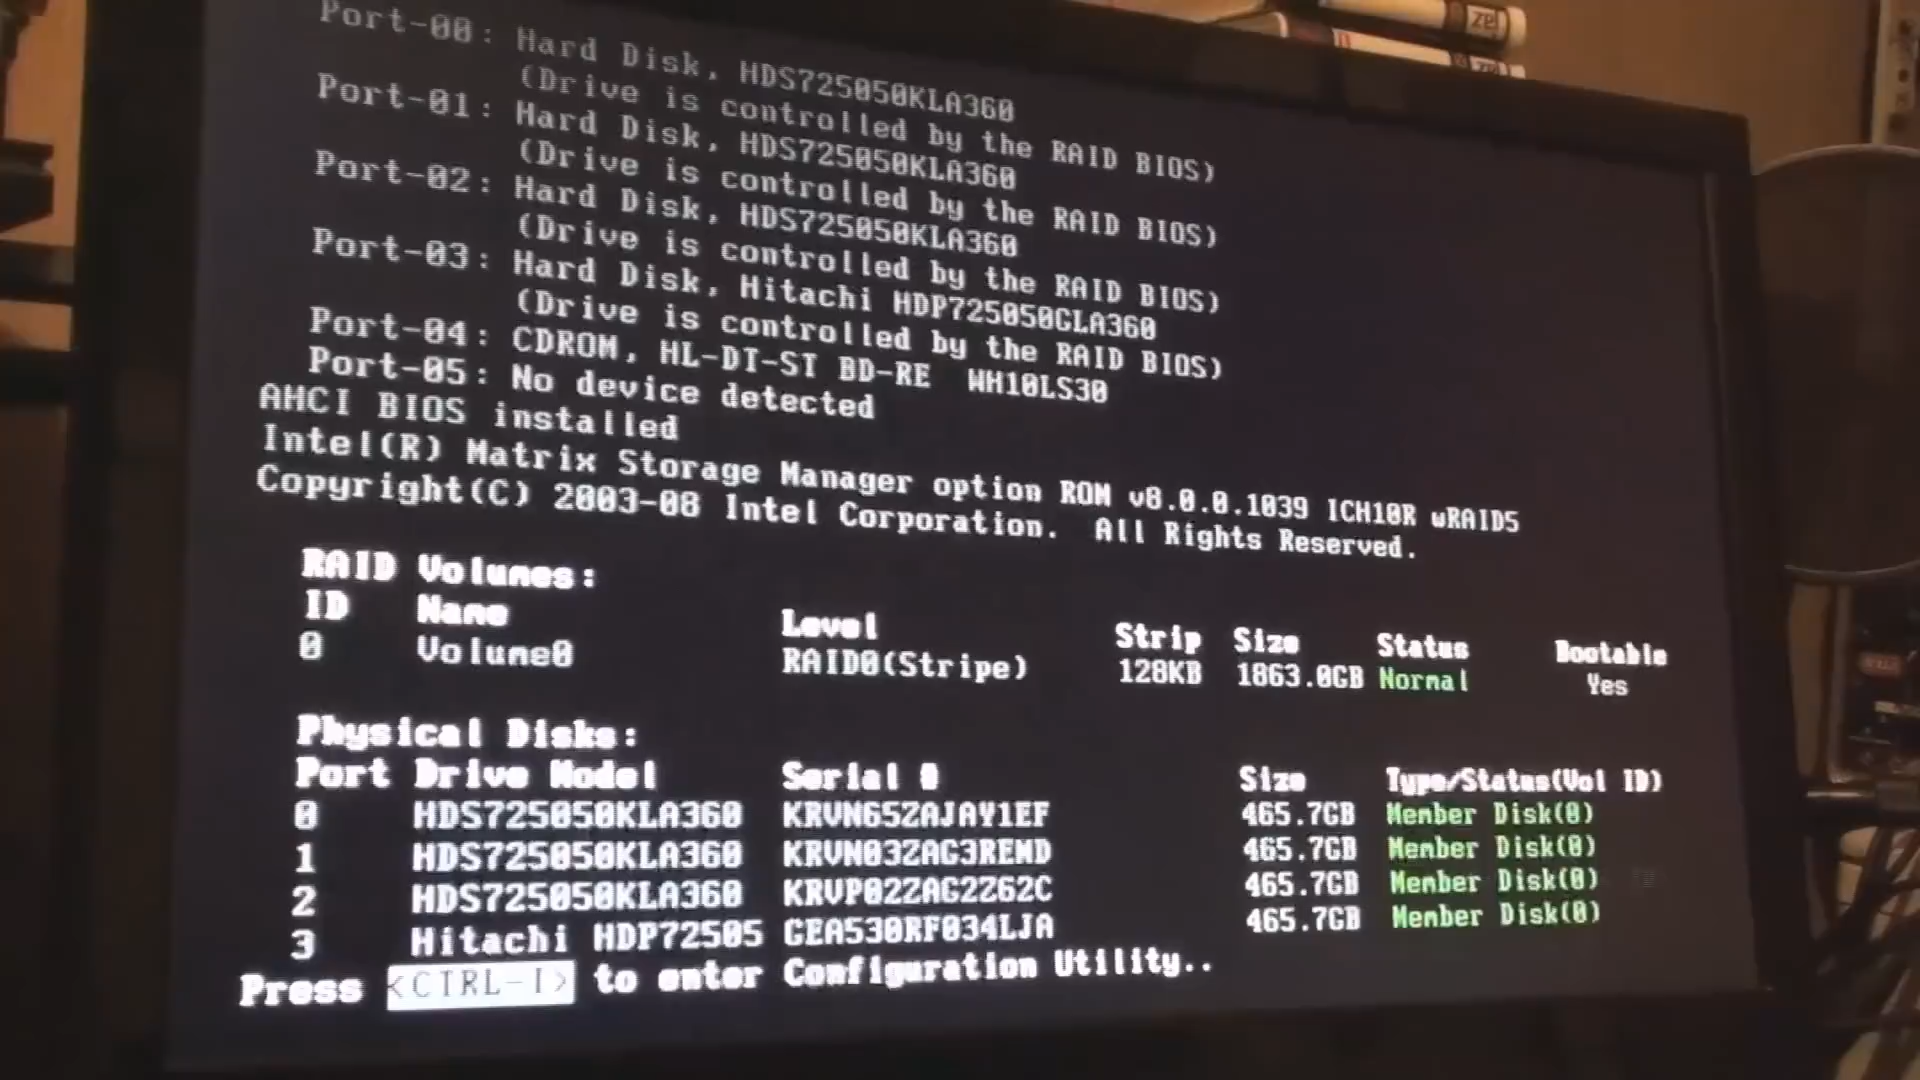 Port-00: Hard Disk, HDS725050KLA360
(Drive is controlled by the RAID BIOS)
Port-01: Hard Disk, HDS725050KLA360
(Drive is controlled by the RAID BIOS)
Port-02: Hard Disk, HDS725050KLA360
(Drive is controlled by the RAID BIOS)
Port-03: Hard Disk, Hitachi HDP725050GLA360
(Drive is controlled by the RAID BIOS)
Port-04: CDROM, HL-DT-ST BD-RE WH10LS30
Port-05: No device detected
AHCI BIOS installed
Intel(R) Matrix Storage Manager option ROM v8.0.0.1039 ICH10R wRAID5
Copyright(C) 2003-08 Intel Corporation. All Rights Reserved.
RAID Volumes:
ID Name Level Strip Size Status Bootable
0 Volume0 RAID0(Stripe) 128KB 1863.0GB Normal Yes
Physical Disks:
Port Drive Model Serial # Size Type/Status(Vol ID)
0 HDS725050KLA360 KRVN65ZAJAY1EF 465.7GB Member Disk(0)
1 HDS725050KLA360 KRVN03ZAG3REMD 465.7GB Member Disk(0)
2 HDS725050KLA360 KRVP02ZAG2Z62C 465.7GB Member Disk(0)
3 Hitachi HDP72505 GEA530RF034LJA 465.7GB Member Disk(0)
Press <CTRL-I> to enter Configuration Utility..